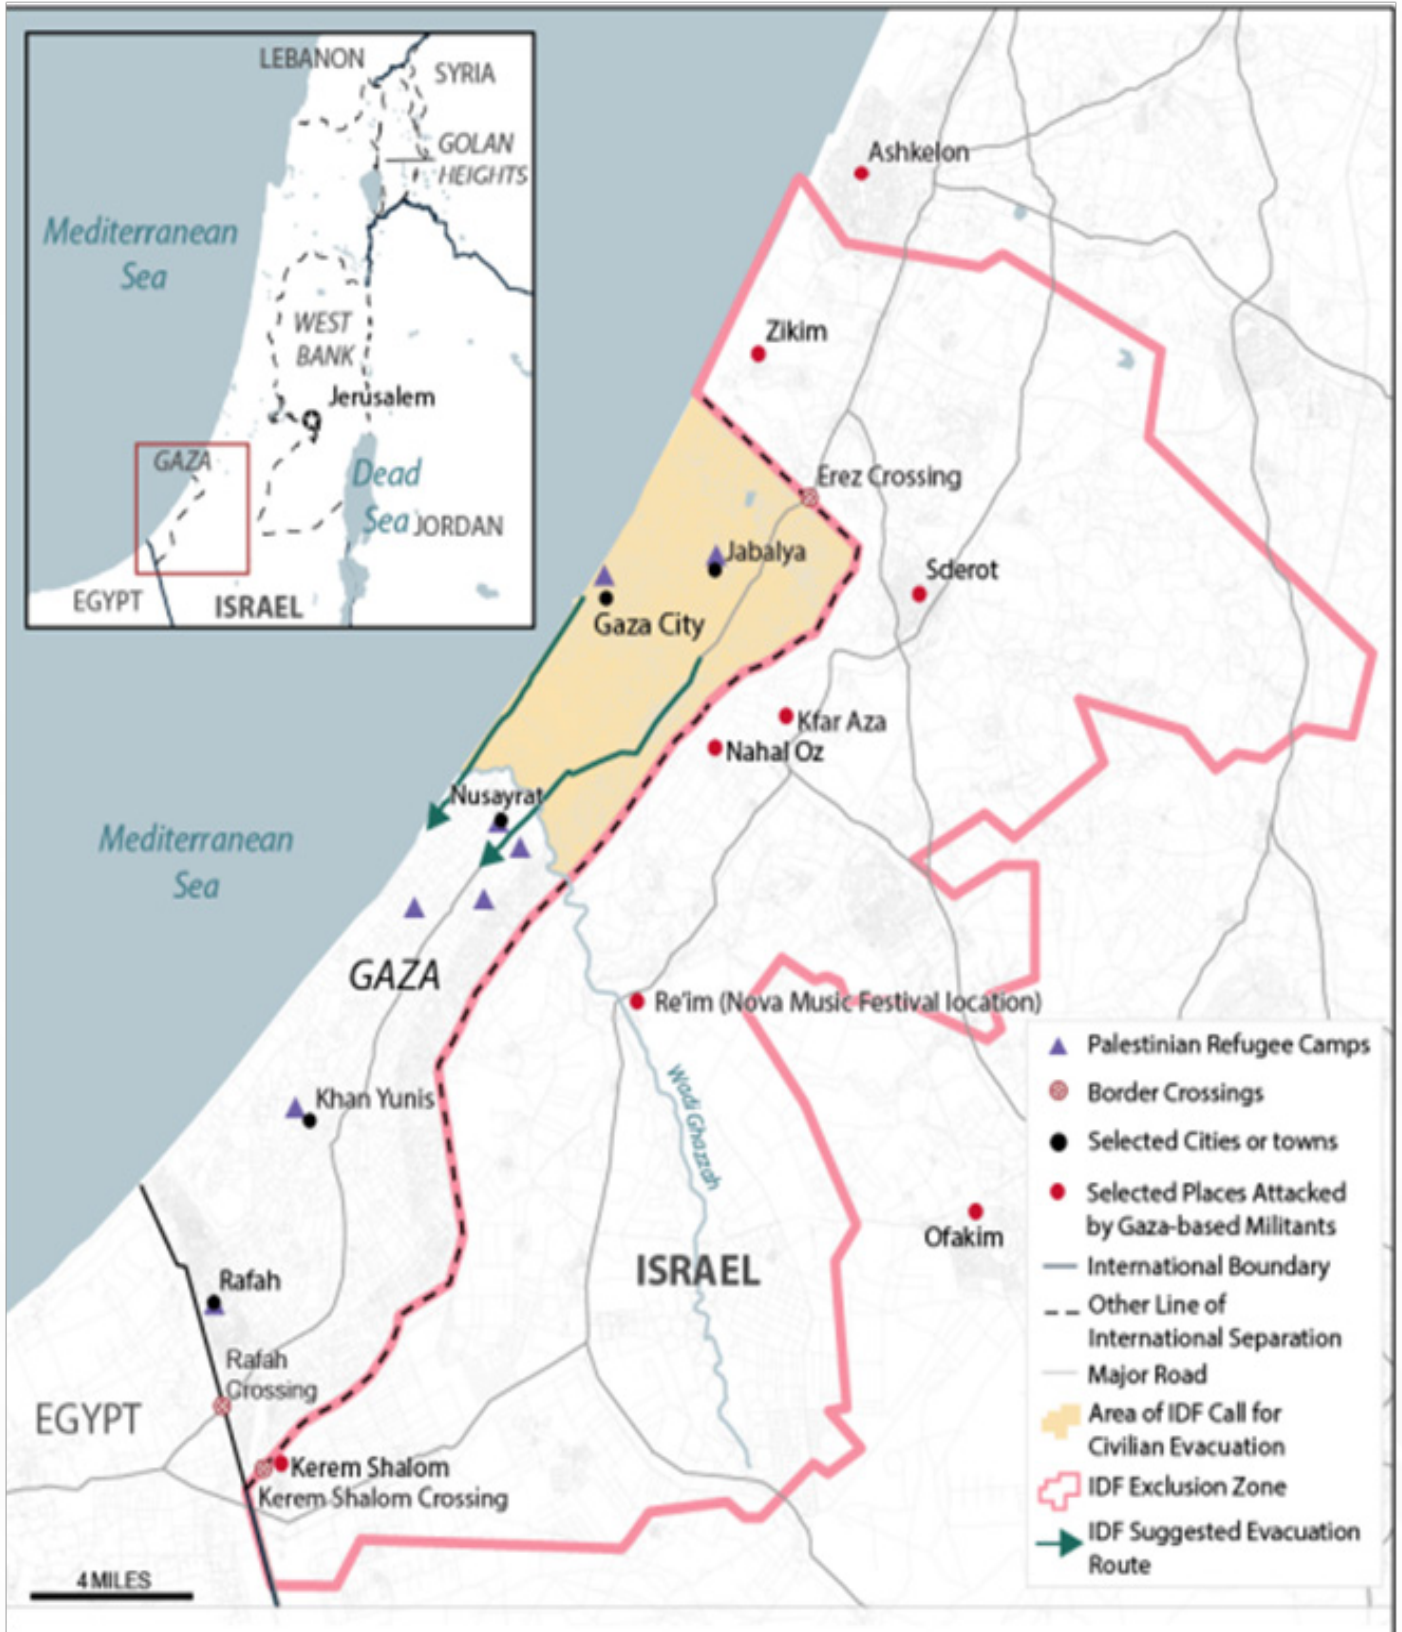 LEBANON
SYRIA
GOLAN
HEIGHTS
Mediterranean
Sea
WEST
BANK
Jerusalem
GAZA
Dead
Sea
JORDAN
EGYPT
ISRAEL
Ashkelon
Zikim
Erez Crossing
Jabalya
Sderot
Gaza City
Kfar Aza
Nahal Oz
Nusayrat
Mediterranean
Sea
GAZA
Re'im (Nova Music Festival location)
Khan Yunis
Wadi Ghazzah
Ofakim
ISRAEL
Rafah
Rafah
Crossing
EGYPT
Kerem Shalom
Kerem Shalom Crossing
4 MILES
Palestinian Refugee Camps
Border Crossings
Selected Cities or towns
Selected Places Attacked
by Gaza-based Militants
International Boundary
Other Line of
International Separation
Major Road
Area of IDF Call for
Civilian Evacuation
IDF Exclusion Zone
IDF Suggested Evacuation
Route